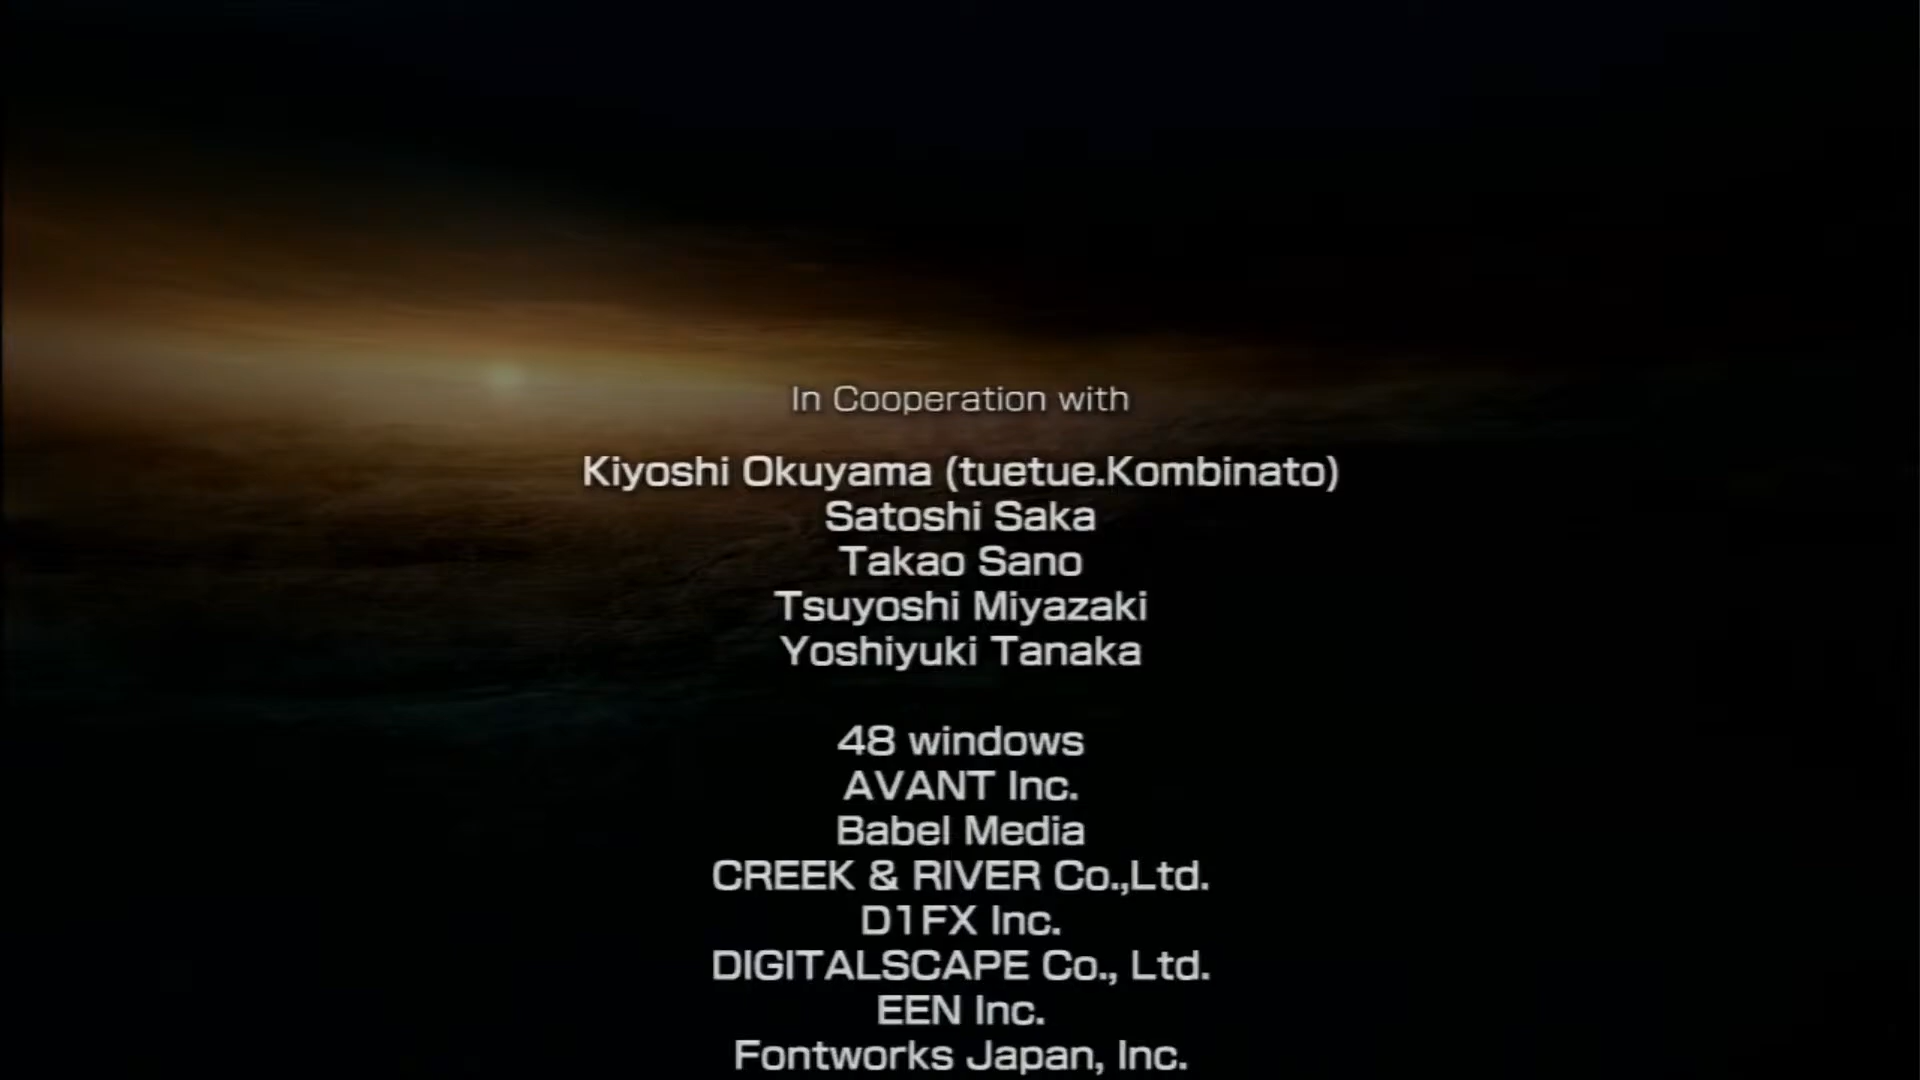 In Cooperation with
Kiyoshi Okuyama (tuetue.Kombinato)
Satoshi Saka
Takao Sano
Tsuyoshi Miyazaki
Yoshiyuki Tanaka
48 windows
AVANT Inc.
Babel Media
CREEK & RIVER Co.,Ltd.
D1FX Inc.
DIGITALSCAPE Co., Ltd.
EEN Inc.
Fontworks Japan, Inc.